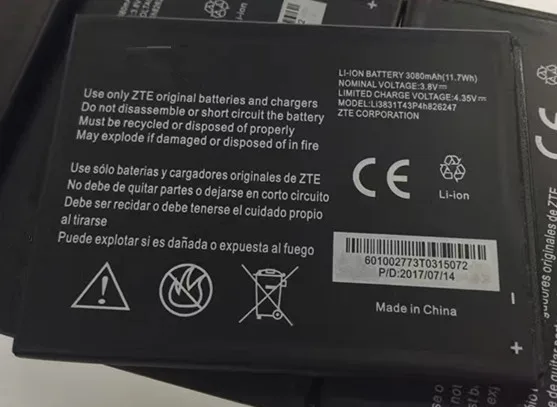 LI-ION BATTERY 3080mAh(11.7Wh)
NOMINAL VOLTAGE:3.8V⎓
LIMITED CHARGE VOLTAGE:4.35V⎓
MODEL:Li3831T43P4h826247
ZTE CORPORATION
Use only ZTE original batteries and chargers
Do not disassemble or short circuit the battery
Must be recycled or disposed of properly
May explode if damaged or disposed of in fire
CE
Li-ion
Use sólo baterías y cargadores originales de ZTE
No debe de quitar partes o dejarse en corto circuito
Debe ser recidar o debe tenerse el cuidado propio
al tirarse
Puede explotar si es dañada o expuesta al fuego
601002773T0315072
P/D:2017/07/14
Made in China
-
+